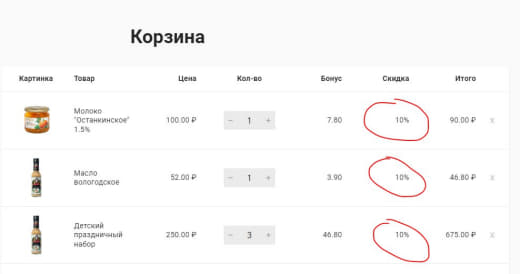 Корзина
Картинка Товар Цена Кол-во Бонус Скидка Итого
Молоко
"Останкинское" 100.00 ₽ − 1 + 7.80 10% 90.00 ₽ x
1.5%
Масло 52.00 ₽ − 1 + 3.90 10% 46.80 ₽ x
вологодское
Детский
праздничный 250.00 ₽ − 3 + 46.80 10% 675.00 ₽ x
набор